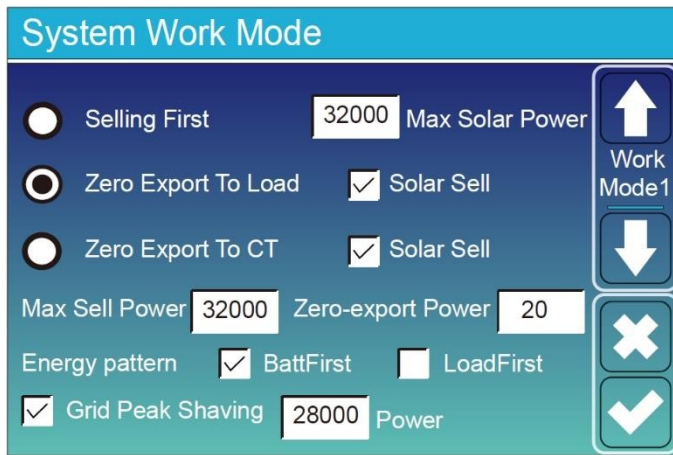 System Work Mode
Selling First 32000 Max Solar Power
Zero Export To Load Solar Sell
Zero Export To CT Solar Sell
Max Sell Power 32000 Zero-export Power 20
Energy pattern BattFirst LoadFirst
Grid Peak Shaving 28000 Power
Work
Mode1